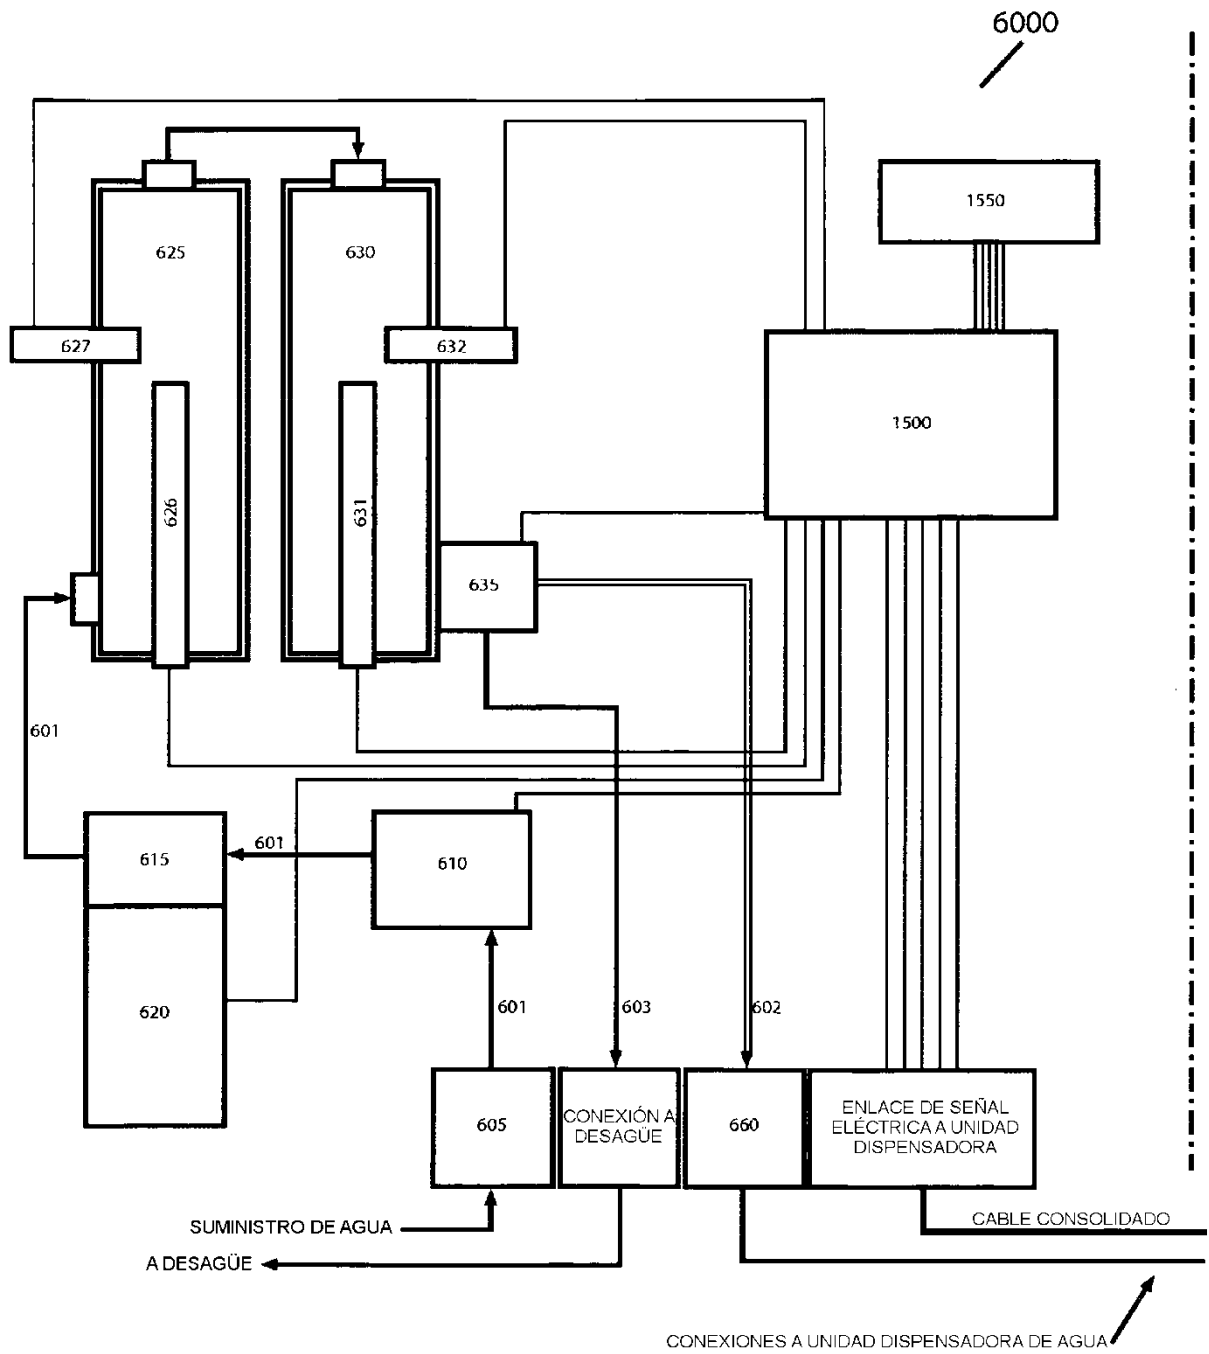 6000
1550
625
630
627
632
1500
626
631
635
601
615
601
610
620
601
603
602
605
CONEXIÓN A
DESAGÜE
660
ENLACE DE SEÑAL
ELÉCTRICA A UNIDAD
DISPENSADORA
SUMINISTRO DE AGUA
CABLE CONSOLIDADO
A DESAGÜE
CONEXIONES A UNIDAD DISPENSADORA DE AGUA